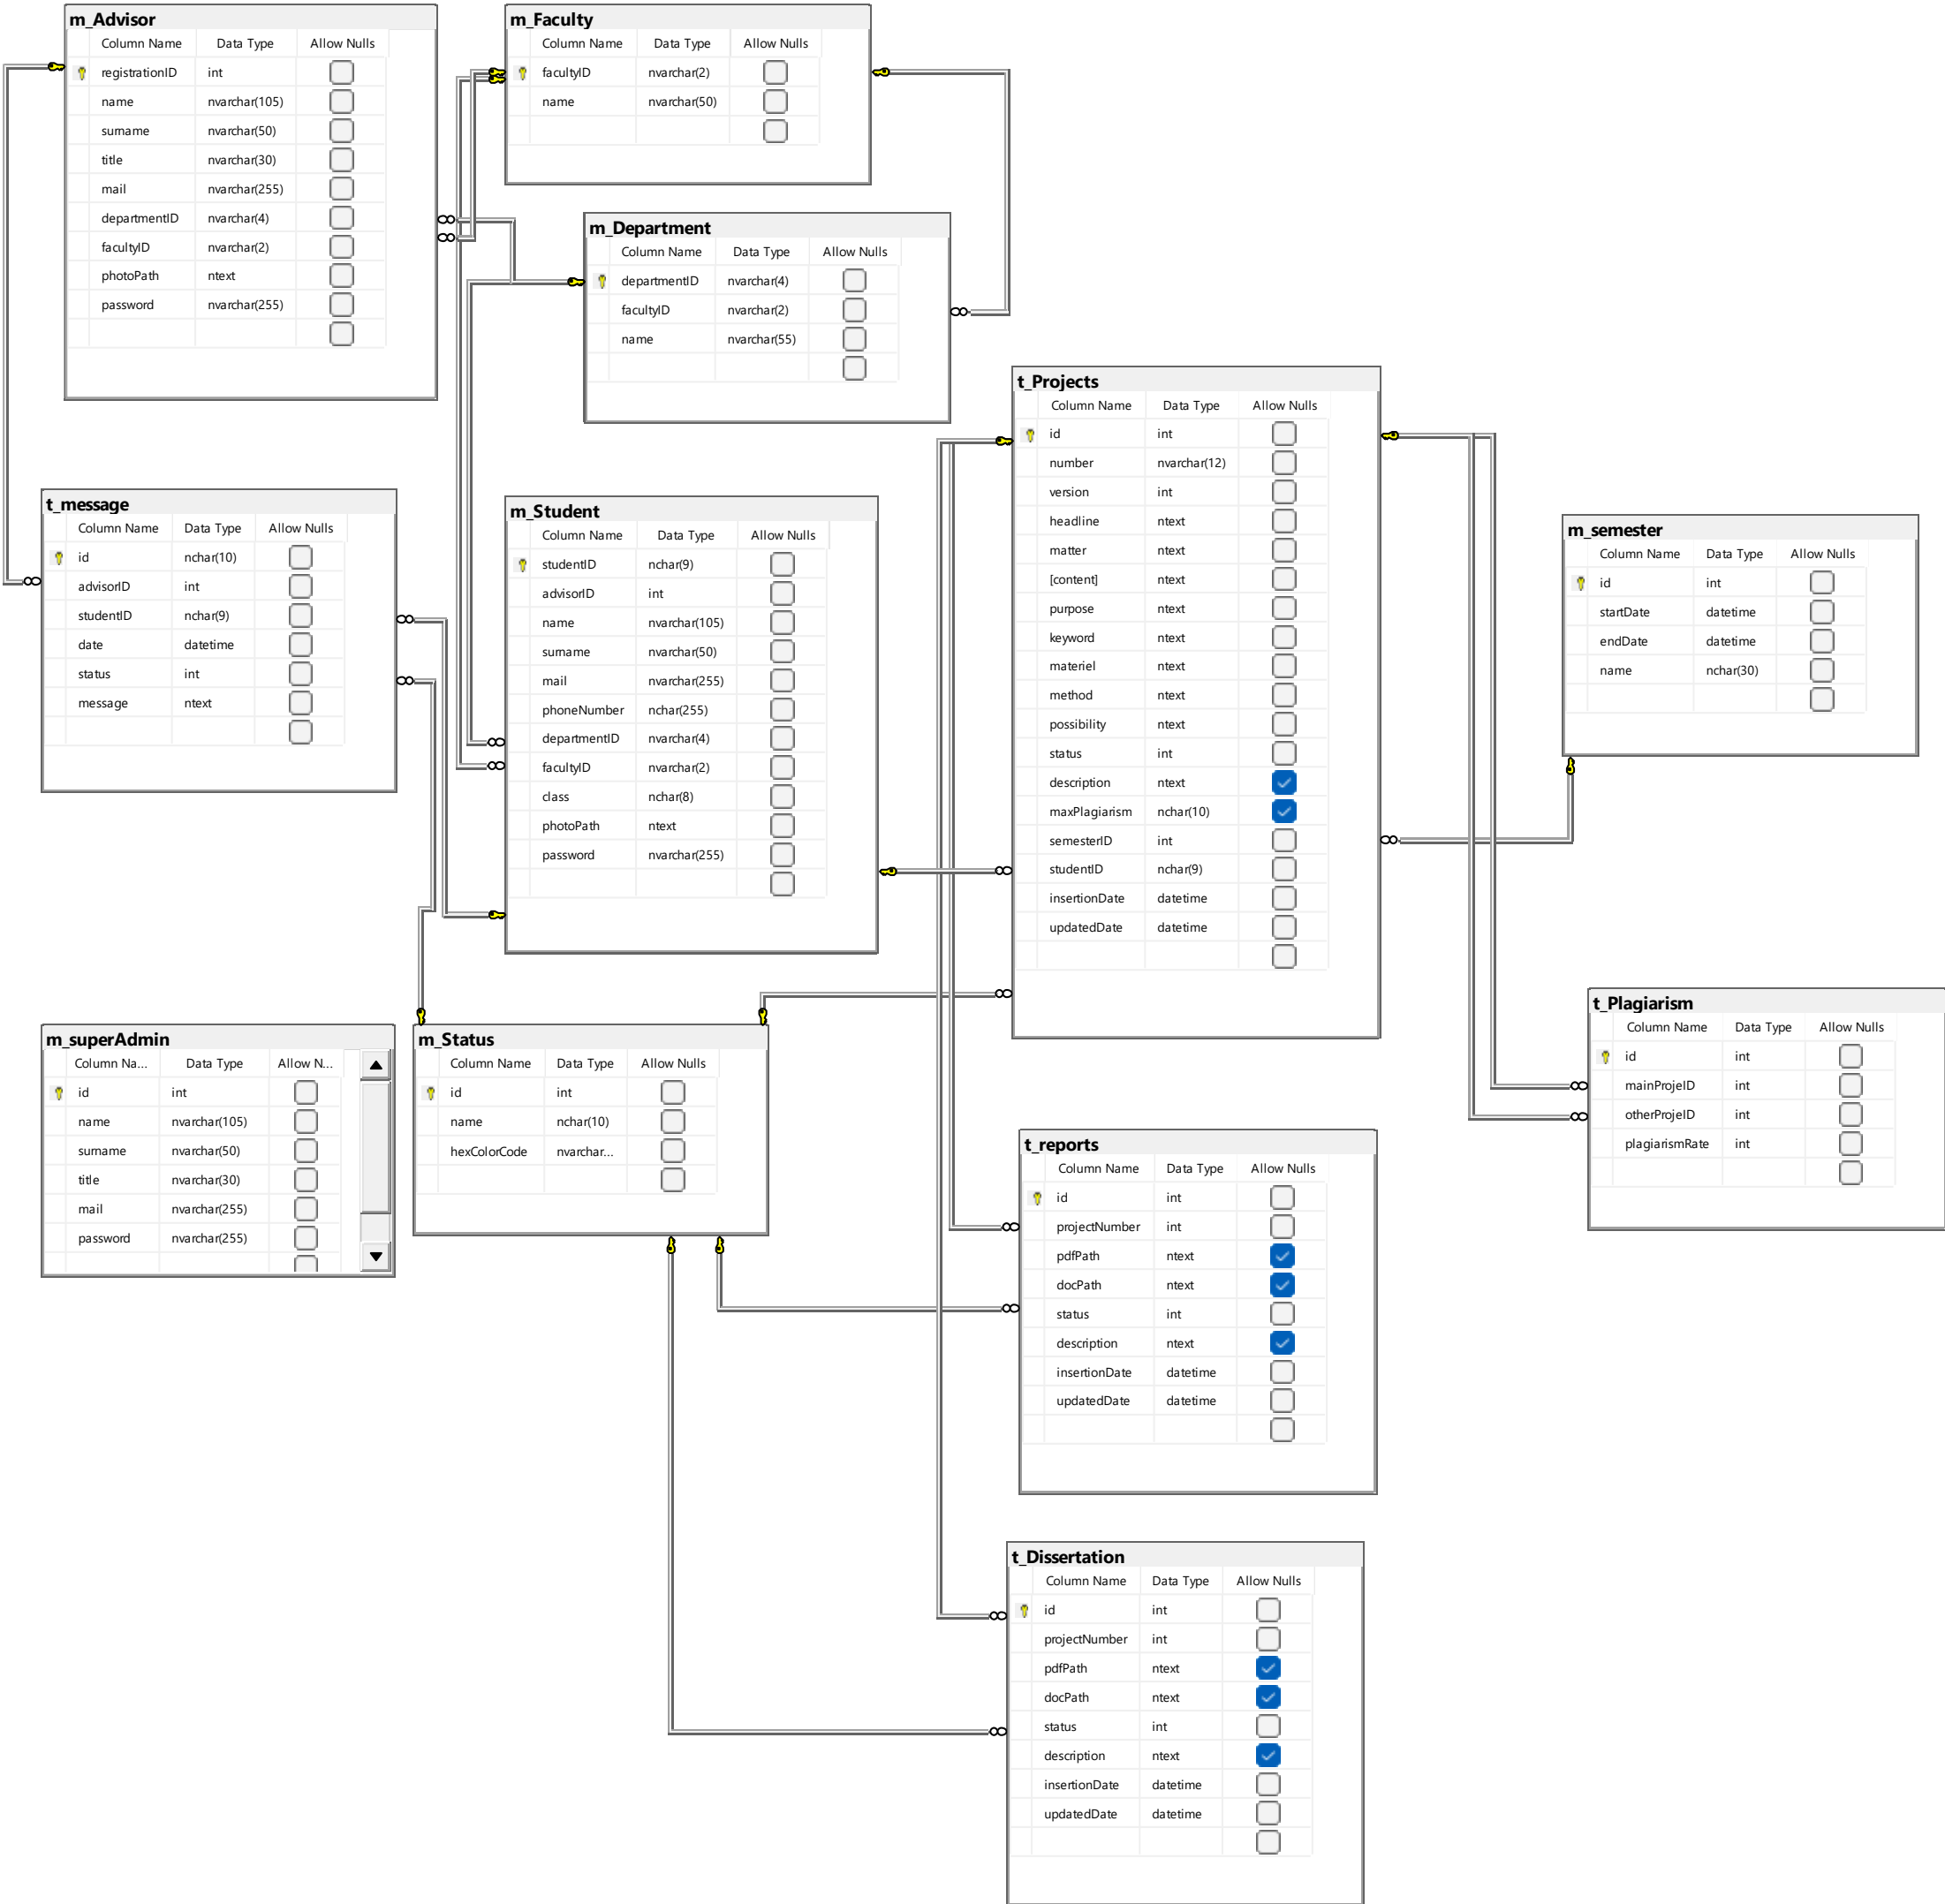 m_Advisor
Column Name Data Type Allow Nulls
registrationID int
name nvarchar(105)
surname nvarchar(50)
title nvarchar(30)
mail nvarchar(255)
departmentID nvarchar(4)
facultyID nvarchar(2)
photoPath ntext
password nvarchar(255)
m_Faculty
Column Name Data Type Allow Nulls
facultyID nvarchar(2)
name nvarchar(50)
m_Department
Column Name Data Type Allow Nulls
departmentID nvarchar(4)
facultyID nvarchar(2)
name nvarchar(55)
t_message
Column Name Data Type Allow Nulls
id nchar(10)
advisorID int
studentID nchar(9)
date datetime
status int
message ntext
m_Student
Column Name Data Type Allow Nulls
studentID nchar(9)
advisorID int
name nvarchar(105)
surname nvarchar(50)
mail nvarchar(255)
phoneNumber nchar(255)
departmentID nvarchar(4)
facultyID nvarchar(2)
class nchar(8)
photoPath ntext
password nvarchar(255)
t_Projects
Column Name Data Type Allow Nulls
id int
number nvarchar(12)
version int
headline ntext
matter ntext
[content] ntext
purpose ntext
keyword ntext
materiel ntext
method ntext
possibility ntext
status int
description ntext
maxPlagiarism nchar(10)
semesterID int
studentID nchar(9)
insertionDate datetime
updatedDate datetime
m_semester
Column Name Data Type Allow Nulls
id int
startDate datetime
endDate datetime
name nchar(30)
m_superAdmin
Column Na... Data Type Allow N...
id int
name nvarchar(105)
surname nvarchar(50)
title nvarchar(30)
mail nvarchar(255)
password nvarchar(255)
m_Status
Column Name Data Type Allow Nulls
id int
name nchar(10)
hexColorCode nvarchar...
t_Plagiarism
Column Name Data Type Allow Nulls
id int
mainProjeID int
otherProjeID int
plagiarismRate int
t_reports
Column Name Data Type Allow Nulls
id int
projectNumber int
pdfPath ntext
docPath ntext
status int
description ntext
insertionDate datetime
updatedDate datetime
t_Dissertation
Column Name Data Type Allow Nulls
id int
projectNumber int
pdfPath ntext
docPath ntext
status int
description ntext
insertionDate datetime
updatedDate datetime